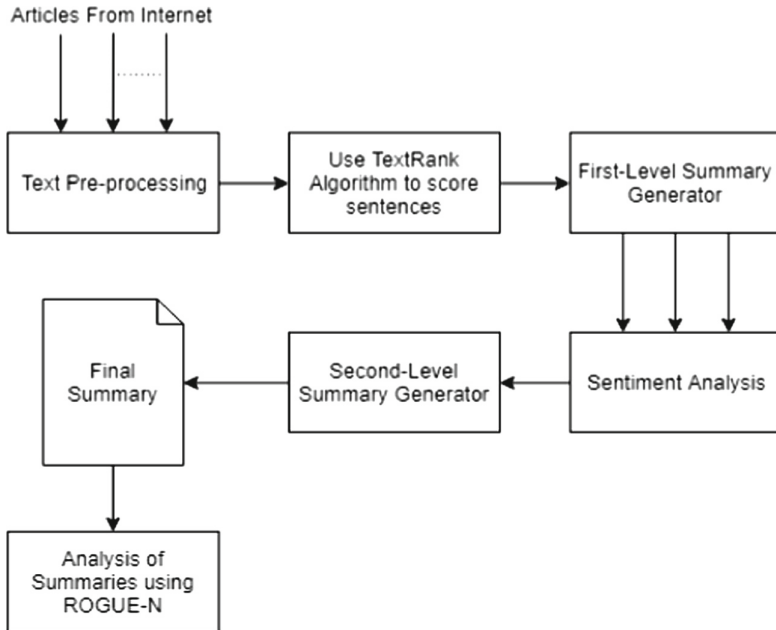 Articles From Internet
Text Pre-processing
Use TextRank
Algorithm to score
sentences
First-Level Summary
Generator
Sentiment Analysis
Second-Level
Summary Generator
Final
Summary
Analysis of
Summaries using
ROGUE-N